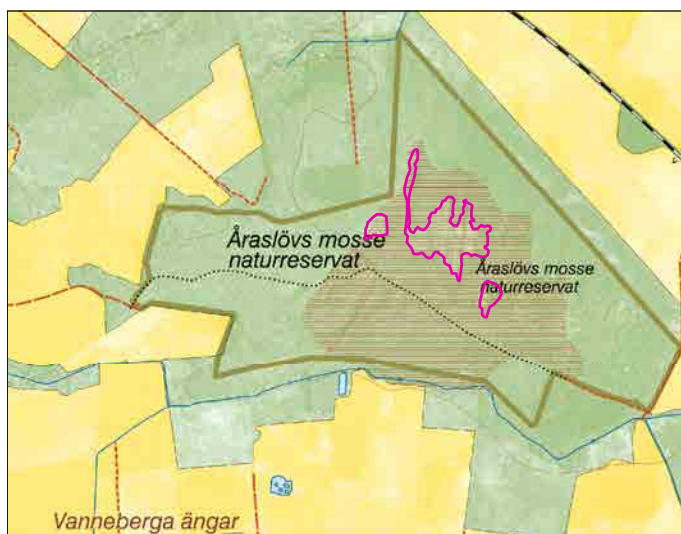 Åraslövs mosse
naturreservat
Åraslövs mosse
naturreservat
Vanneberga ängar